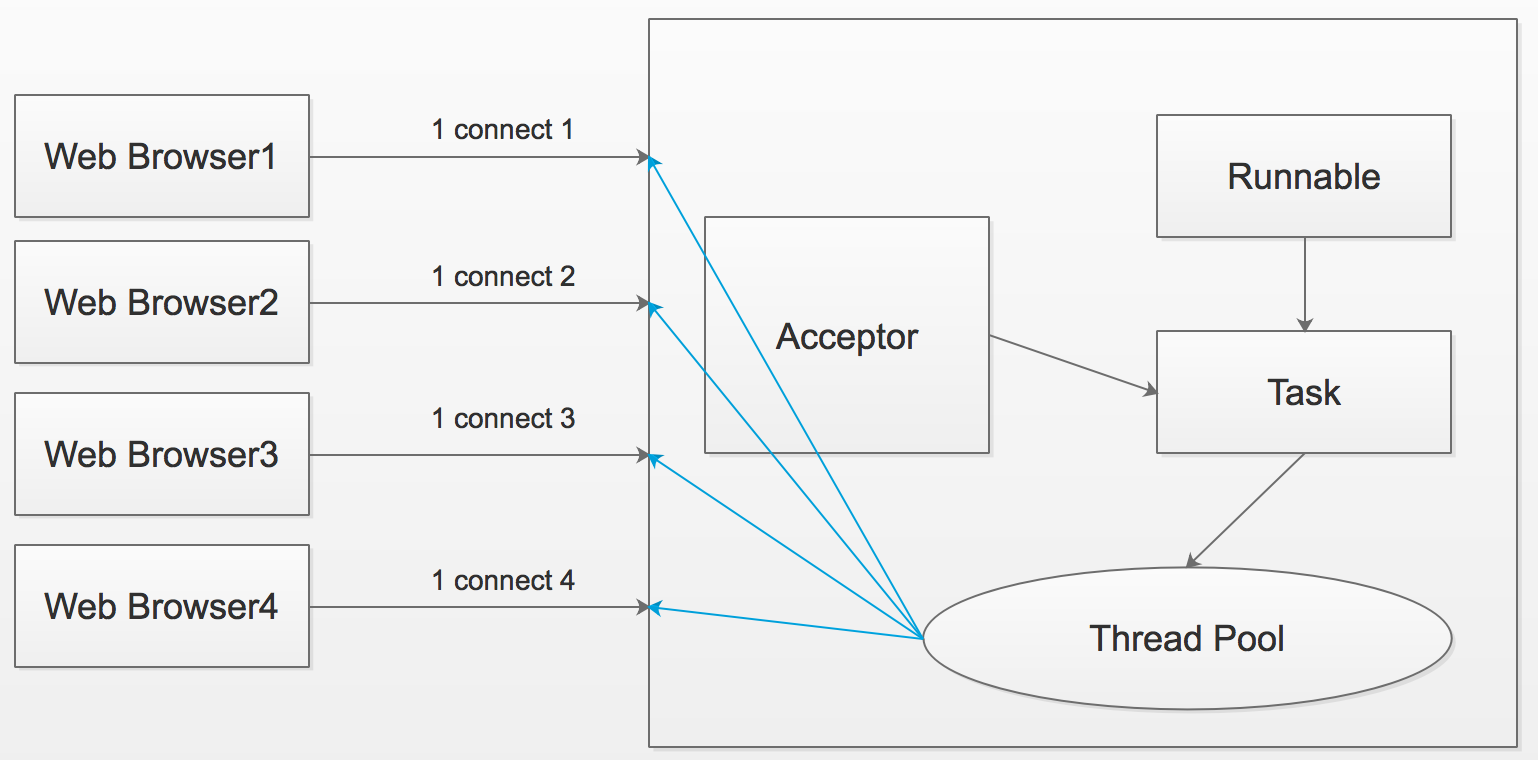 Web Browser1
1 connect 1
Runnable
Web Browser2
1 connect 2
Acceptor
Task
Web Browser3
1 connect 3
Web Browser4
1 connect 4
Thread Pool